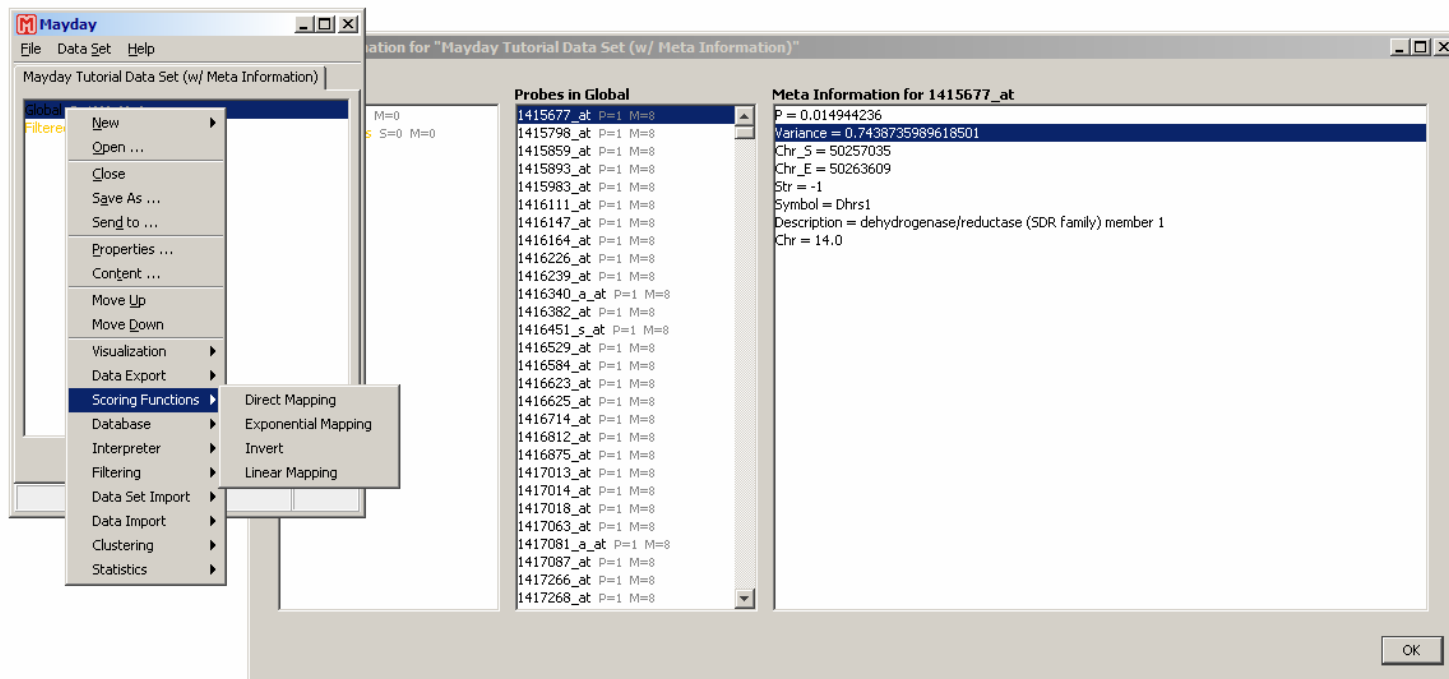 Mayday
File Data Set Help
Mayday Tutorial Data Set (w/ Meta Information)
Global
Filtere
New
Open ...
Close
Save As ...
Send to ...
Properties ...
Content ...
Move Up
Move Down
Visualization
Data Export
Scoring Functions
Database
Interpreter
Filtering
Data Set Import
Data Import
Clustering
Statistics
Direct Mapping
Exponential Mapping
Invert
Linear Mapping
ation for "Mayday Tutorial Data Set (w/ Meta Information)"
M=0
s S=0 M=0
Probes in Global
1415677_at P=1 M=8
1415798_at P=1 M=8
1415859_at P=1 M=8
1415893_at P=1 M=8
1415983_at P=1 M=8
1416111_at P=1 M=8
1416147_at P=1 M=8
1416164_at P=1 M=8
1416226_at P=1 M=8
1416239_at P=1 M=8
1416340_a_at P=1 M=8
1416382_at P=1 M=8
1416451_s_at P=1 M=8
1416529_at P=1 M=8
1416584_at P=1 M=8
1416623_at P=1 M=8
1416625_at P=1 M=8
1416714_at P=1 M=8
1416812_at P=1 M=8
1416875_at P=1 M=8
1417013_at P=1 M=8
1417014_at P=1 M=8
1417018_at P=1 M=8
1417063_at P=1 M=8
1417081_a_at P=1 M=8
1417087_at P=1 M=8
1417266_at P=1 M=8
1417268_at P=1 M=8
Meta Information for 1415677_at
P = 0.014944236
Variance = 0.7438735989618501
Chr_S = 50257035
Chr_E = 50263609
Str = -1
Symbol = Dhrs1
Description = dehydrogenase/reductase (SDR family) member 1
Chr = 14.0
OK